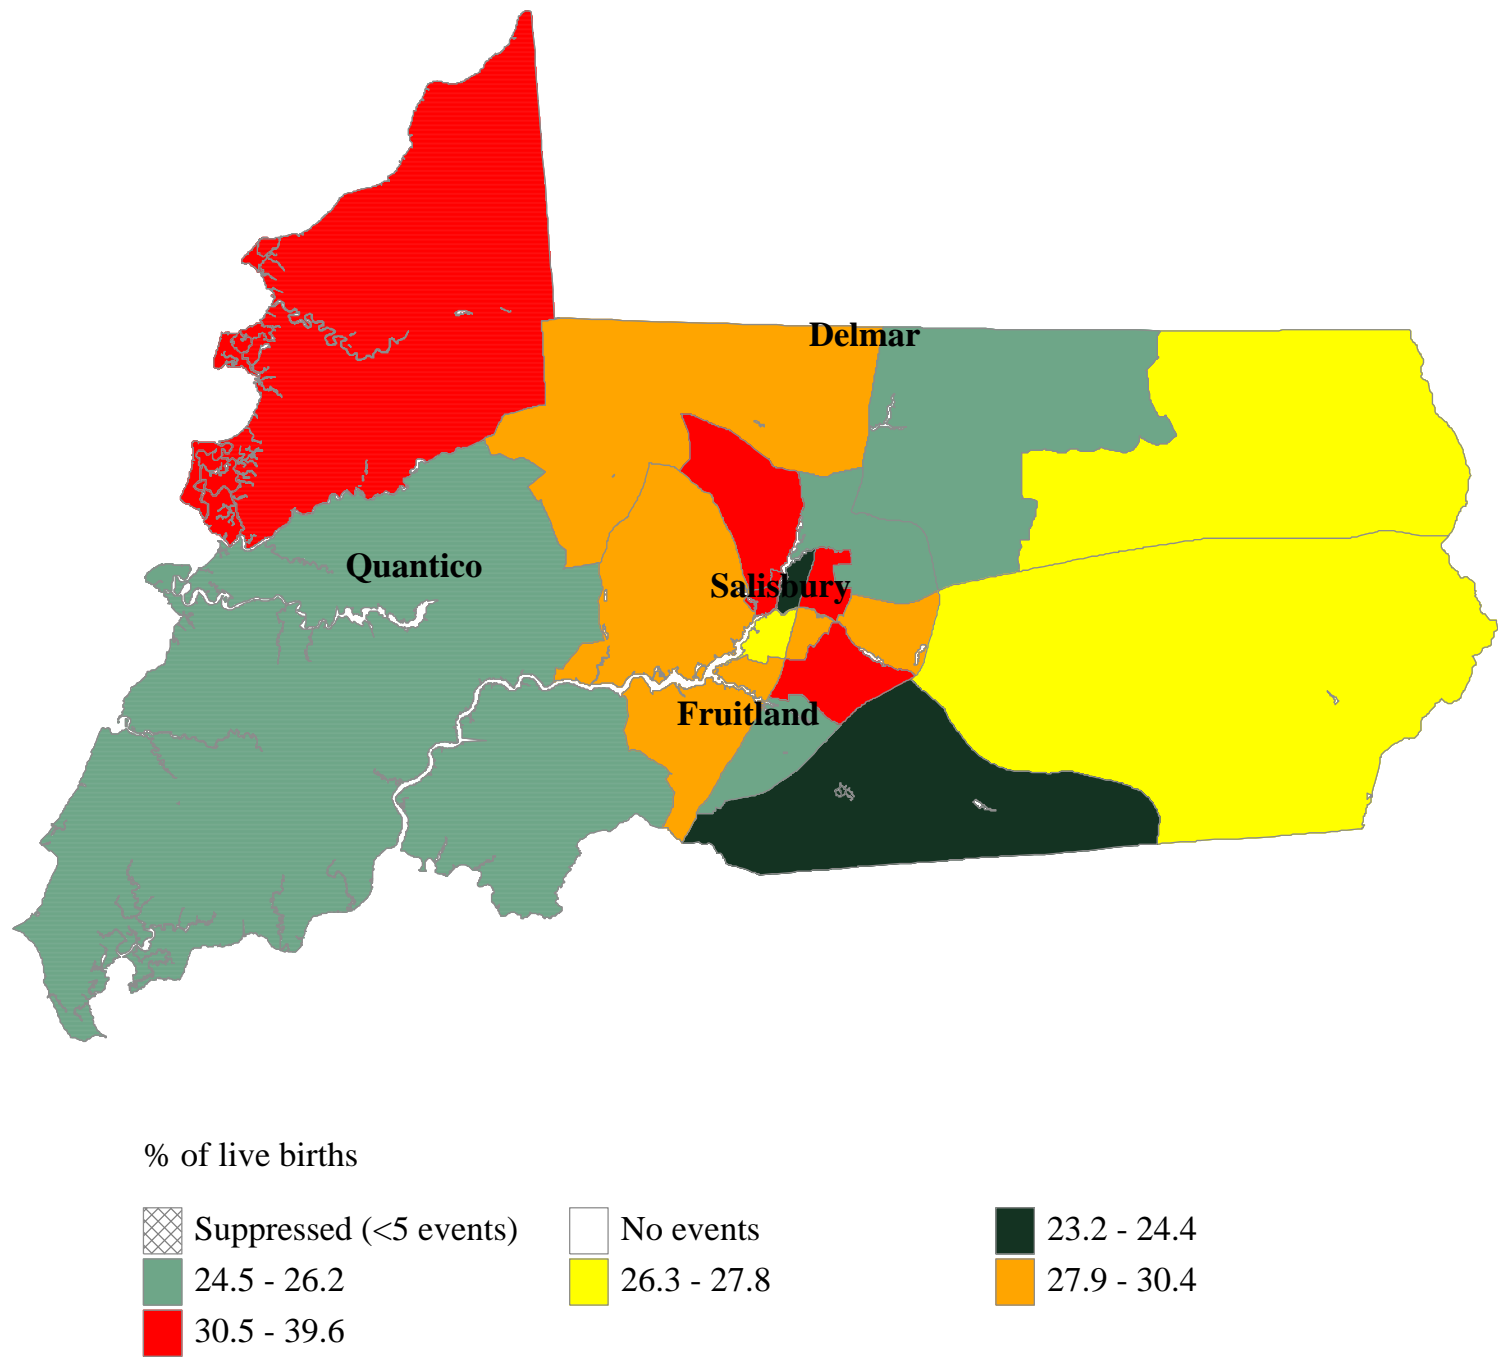 Delmar
Quantico
Salisbury
Fruitland
% of live births
Suppressed (<5 events)
No events
23.2 - 24.4
24.5 - 26.2
26.3 - 27.8
27.9 - 30.4
30.5 - 39.6